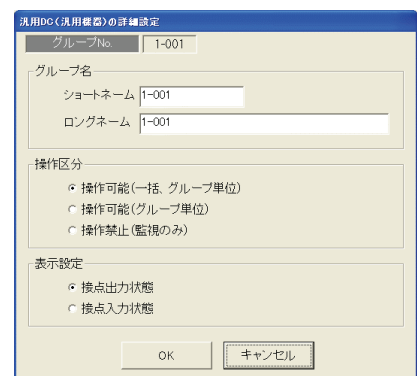 汎用DC(汎用機器)の詳細設定
グループNo. 1-001
グループ名
ショートネーム 1-001
ロングネーム 1-001
操作区分
操作可能(一括、グループ単位)
操作可能(グループ単位)
操作禁止(監視のみ)
表示設定
接点出力状態
接点入力状態
OK キャンセル